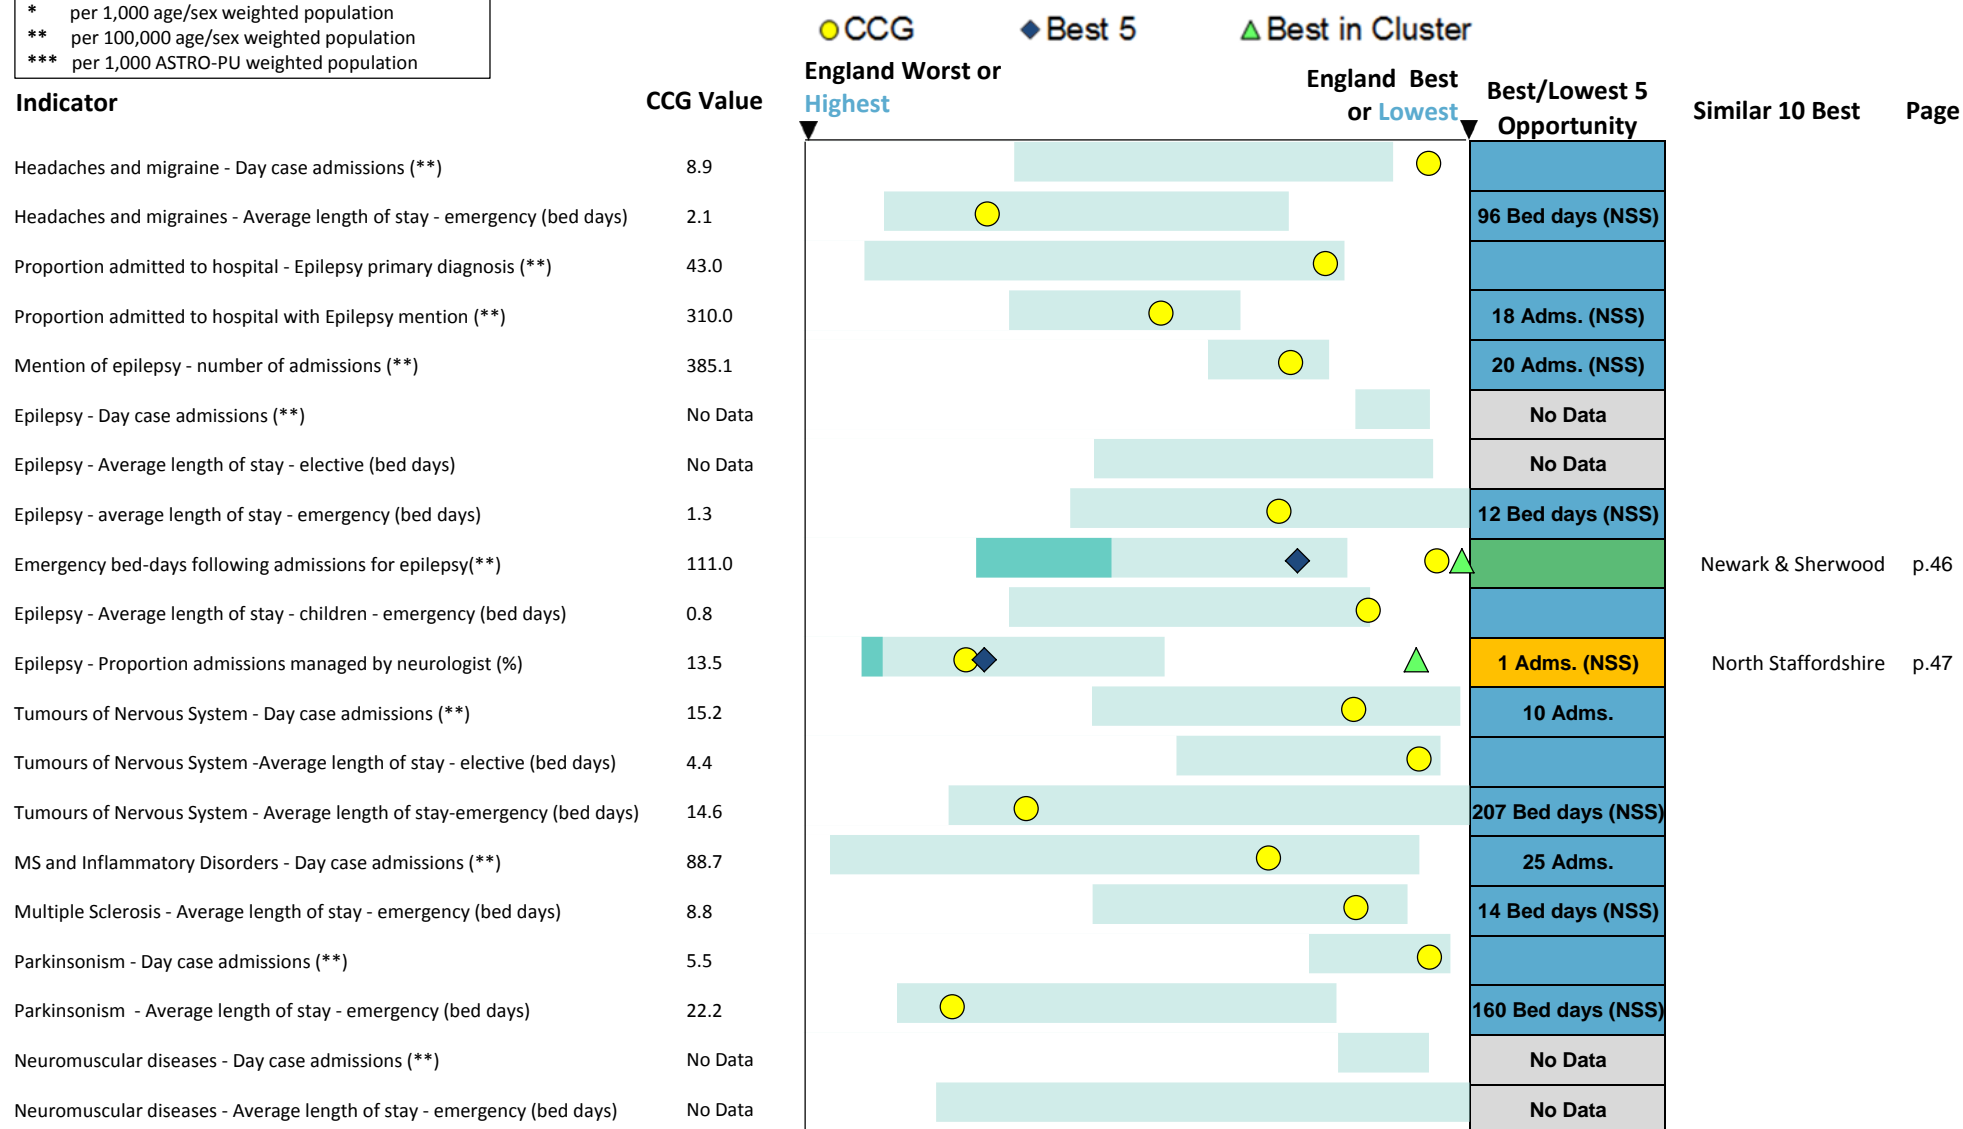 * per 1,000 age/sex weighted population
** per 100,000 age/sex weighted population
*** per 1,000 ASTRO-PU weighted population
CCG Best 5 Best in Cluster
Indicator CCG Value England Worst or Highest England Best or Lowest Best/Lowest 5 Opportunity Similar 10 Best Page
Headaches and migraine - Day case admissions (**) 8.9
Headaches and migraines - Average length of stay - emergency (bed days) 2.1 96 Bed days (NSS)
Proportion admitted to hospital - Epilepsy primary diagnosis (**) 43.0
Proportion admitted to hospital with Epilepsy mention (**) 310.0 18 Adms. (NSS)
Mention of epilepsy - number of admissions (**) 385.1 20 Adms. (NSS)
Epilepsy - Day case admissions (**) No Data No Data
Epilepsy - Average length of stay - elective (bed days) No Data No Data
Epilepsy - average length of stay - emergency (bed days) 1.3 12 Bed days (NSS)
Emergency bed-days following admissions for epilepsy(**) 111.0 Newark & Sherwood p.46
Epilepsy - Average length of stay - children - emergency (bed days) 0.8
Epilepsy - Proportion admissions managed by neurologist (%) 13.5 1 Adms. (NSS) North Staffordshire p.47
Tumours of Nervous System - Day case admissions (**) 15.2 10 Adms.
Tumours of Nervous System -Average length of stay - elective (bed days) 4.4
Tumours of Nervous System - Average length of stay-emergency (bed days) 14.6 207 Bed days (NSS)
MS and Inflammatory Disorders - Day case admissions (**) 88.7 25 Adms.
Multiple Sclerosis - Average length of stay - emergency (bed days) 8.8 14 Bed days (NSS)
Parkinsonism - Day case admissions (**) 5.5
Parkinsonism - Average length of stay - emergency (bed days) 22.2 160 Bed days (NSS)
Neuromuscular diseases - Day case admissions (**) No Data No Data
Neuromuscular diseases - Average length of stay - emergency (bed days) No Data No Data